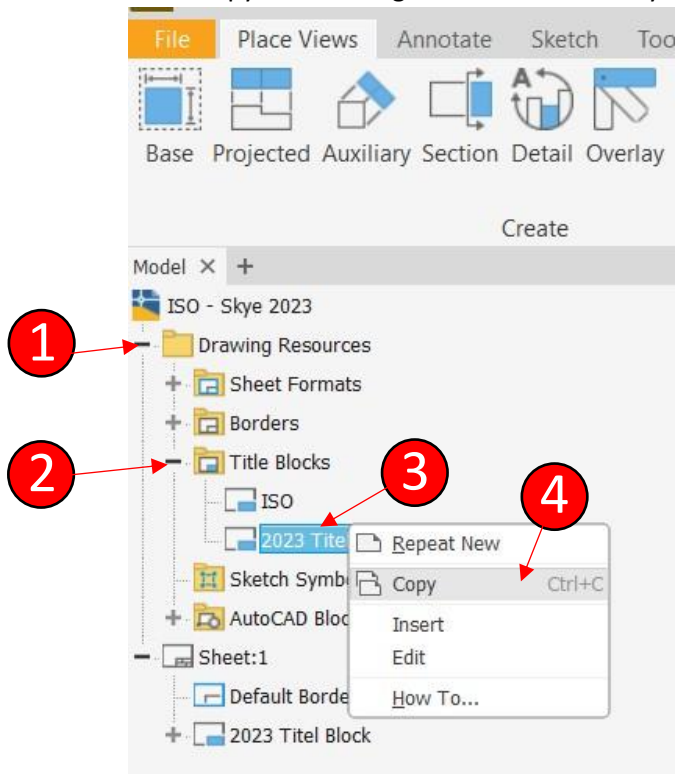 File Place Views Annotate Sketch Too
Base Projected Auxiliary Section Detail Overlay
Create
Model × +
ISO - Skye 2023
1
Drawing Resources
Sheet Formats
Borders
2
Title Blocks
3
ISO
4
2023 Titel
Repeat New
Sketch Symb
Copy Ctrl+C
AutoCAD Bloc
Insert
Sheet:1
Edit
Default Borde
How To...
2023 Titel Block